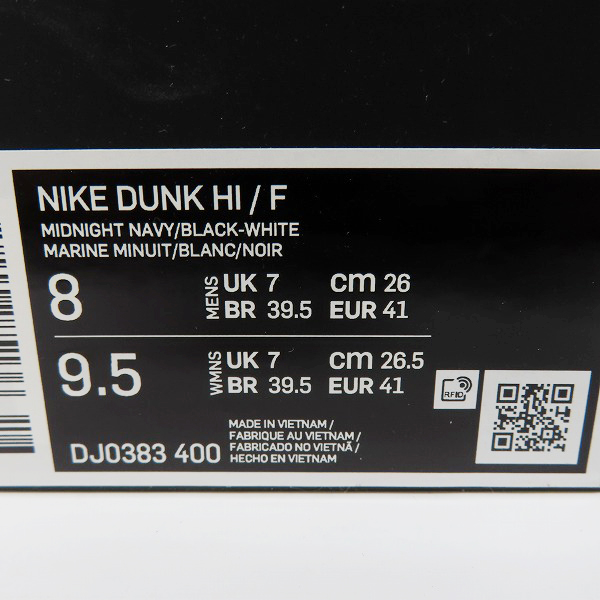 NIKE DUNK HI / F
MIDNIGHT NAVY/BLACK-WHITE
MARINE MINUIT/BLANC/NOIR
8 MENS UK 7 cm 26
BR 39.5 EUR 41
9.5 WMNS UK 7 cm 26.5
BR 39.5 EUR 41
RFID
DJ0383 400
MADE IN VIETNAM /
FABRIQUE AU VIETNAM /
FABRICADO NO VIETNÃ /
HECHO EN VIETNAM